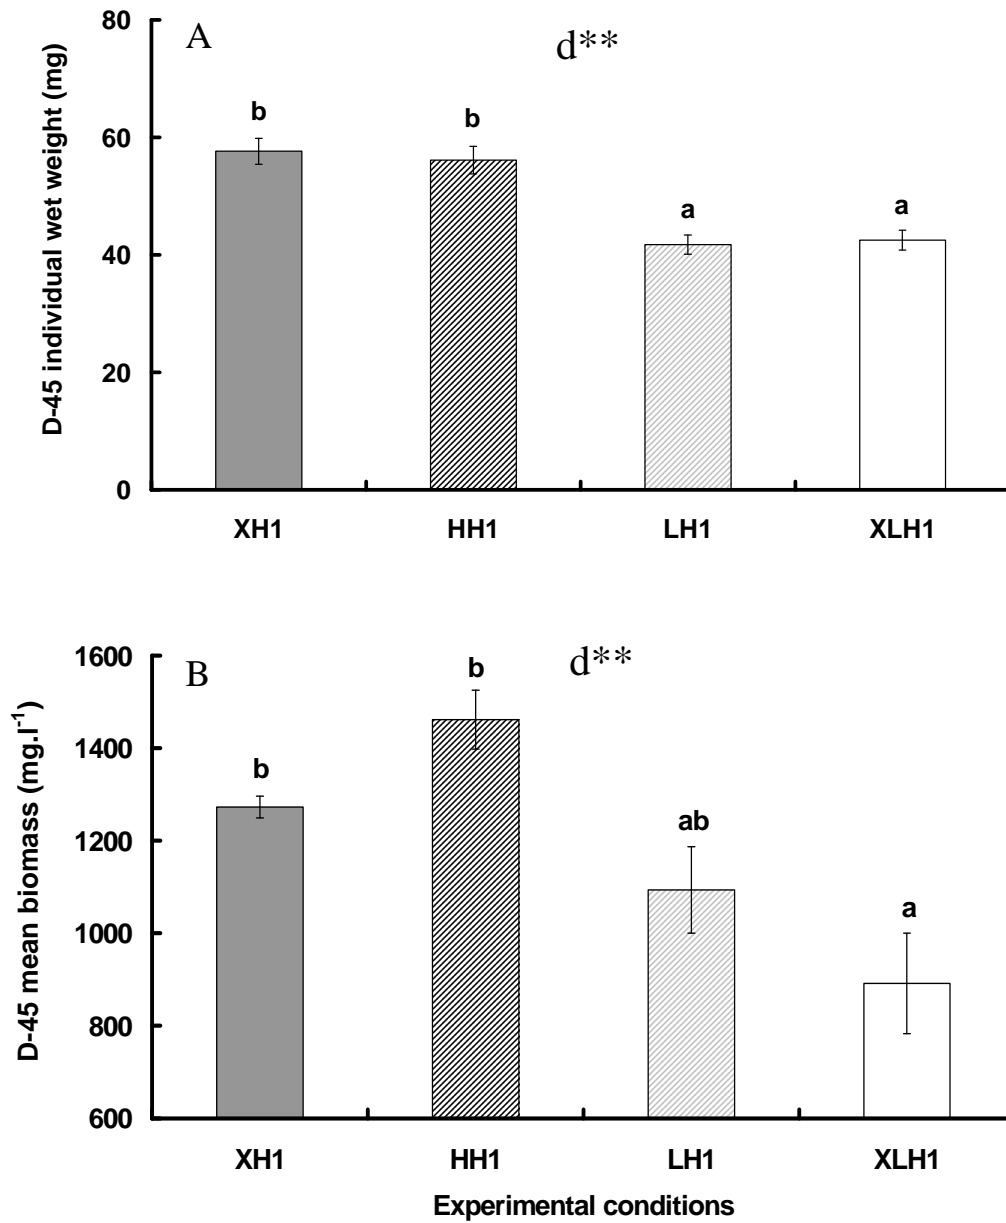 A
d**
D-45 individual wet weight (mg)
80
60
40
20
0
b
b
a
a
XH1
HH1
LH1
XLH1
B
d**
D-45 mean biomass (mg.l⁻¹)
1600
1400
1200
1000
800
600
b
b
ab
a
XH1
HH1
LH1
XLH1
Experimental conditions